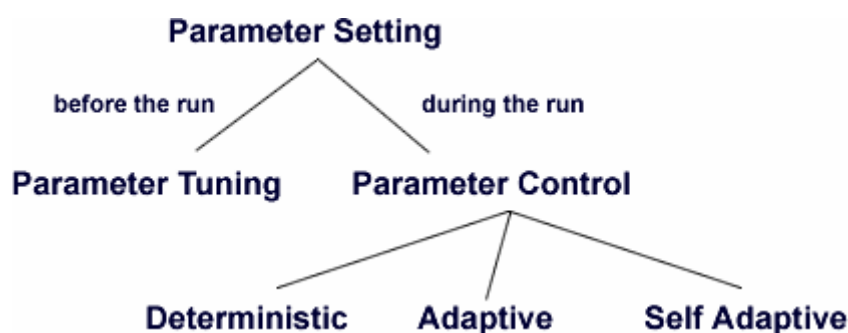 Parameter Setting
before the run during the run
Parameter Tuning Parameter Control
Deterministic Adaptive Self Adaptive